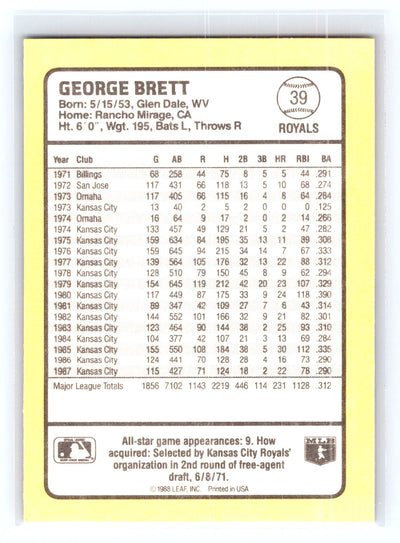 GEORGE BRETT
Born: 5/15/53, Glen Dale, WV
Home: Rancho Mirage, CA
Ht. 6'0", Wgt. 195, Bats L, Throws R
39
ROYALS
Year Club G AB R H 2B 3B HR RBI BA
1971 Billings 68 258 44 75 8 5 5 44 .291
1972 San Jose 117 431 66 118 13 5 10 68 .274
1973 Omaha 117 405 66 115 16 4 8 64 .284
1973 Kansas City 13 40 2 5 2 0 0 0 .125
1974 Omaha 16 64 9 17 2 0 2 14 .266
1974 Kansas City 133 457 49 129 21 5 2 47 .282
1975 Kansas City 159 634 84 195 35 13 11 89 .308
1976 Kansas City 159 645 94 215 34 14 7 67 .333
1977 Kansas City 139 564 105 176 32 13 22 88 .312
1978 Kansas City 128 510 79 150 45 8 9 62 .294
1979 Kansas City 154 645 119 212 42 20 23 107 .329
1980 Kansas City 117 449 87 175 33 9 24 118 .390
1981 Kansas City 89 347 42 109 27 7 6 43 .314
1982 Kansas City 144 552 101 166 32 9 21 82 .301
1983 Kansas City 123 464 90 144 38 2 25 93 .310
1984 Kansas City 104 377 42 107 21 3 13 69 .284
1985 Kansas City 155 550 108 184 38 5 30 112 .335
1986 Kansas City 124 441 70 128 28 4 16 73 .290
1987 Kansas City 115 427 71 124 18 2 22 78 .290
Major League Totals 1856 7102 1143 2219 446 114 231 1128 .312
All-star game appearances: 9. How
acquired: Selected by Kansas City Royals'
organization in 2nd round of free-agent
draft, 6/8/71.
© 1988 LEAF, INC. Printed in USA
MLB